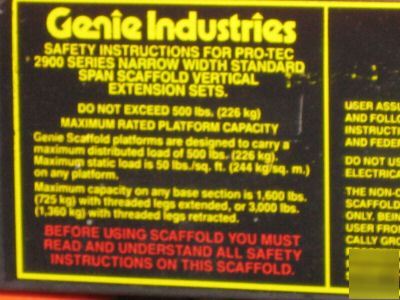 Genie Industries
SAFETY INSTRUCTIONS FOR PRO-TEC
2900 SERIES NARROW WIDTH STANDARD
SPAN SCAFFOLD VERTICAL
EXTENSION SETS.
DO NOT EXCEED 500 lbs. (226 kg)
MAXIMUM RATED PLATFORM CAPACITY
Genie Scaffold platforms are designed to carry a
maximum distributed load of 500 lbs. (226 kg).
Maximum static load is 50 lbs./sq. ft. (244 kg/sq. m.)
on any platform.
Maximum capacity on any base section is 1,600 lbs.
(725 kg) with threaded legs extended, or 3,000 lbs.
(1,360 kg) with threaded legs retracted.
BEFORE USING SCAFFOLD YOU MUST
READ AND UNDERSTAND ALL SAFETY
INSTRUCTIONS ON THIS SCAFFOLD.
USER ASSU
AND FOLLO
INSTRUCTI
AND FEDER
DO NOT US
ELECTRICA
THE NON-C
SCAFFOLD
ONLY. BEIN
USER FROM
CALLY GRO